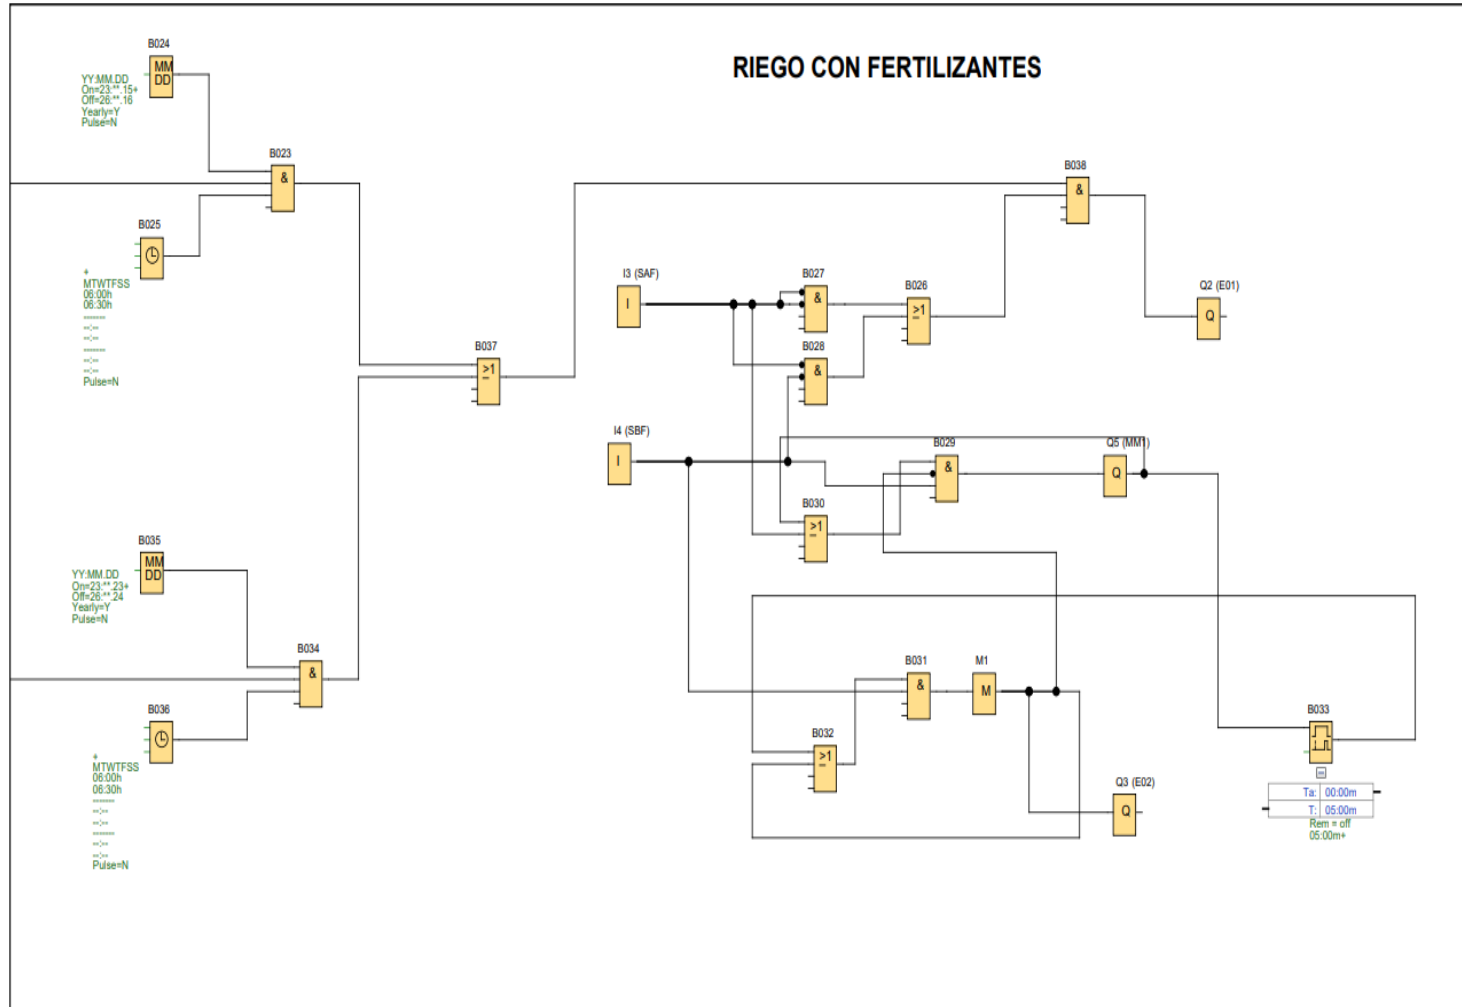 RIEGO CON FERTILIZANTES
B024
MM
DD
YY:MM.DD
On=23:**.15+
Off=26:**.16
Yearly=Y
Pulse=N
B023
&
B025
+
MTWTFSS
06:00h
06:30h
-------
--:--
--:--
-------
--:--
--:--
Pulse=N
B037
>1
B038
&
I3 (SAF)
I
B027
&
B026
>1
B028
&
Q2 (E01)
Q
I4 (SBF)
I
B029
&
Q5 (MM1)
Q
B030
>1
B035
MM
DD
YY:MM.DD
On=23:**.23+
Off=26:**.24
Yearly=Y
Pulse=N
B034
&
B036
+
MTWTFSS
06:00h
06:30h
-------
--:--
--:--
-------
--:--
--:--
Pulse=N
B031
&
M1
M
B032
>1
Q3 (E02)
Q
B033
Ta: 00:00m
T: 05:00m
Rem = off
05:00m+